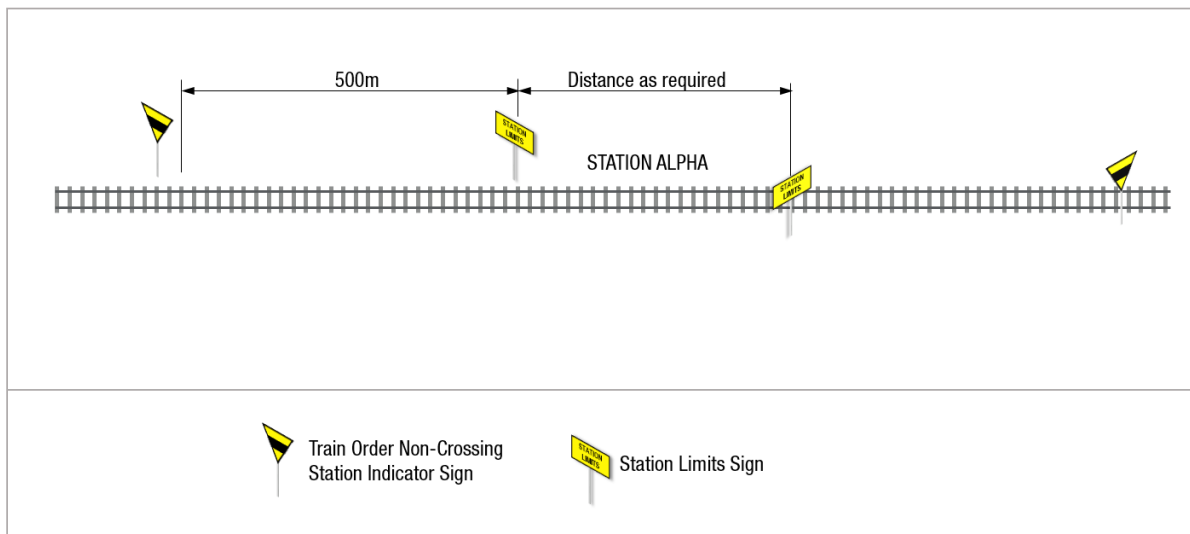 500m
Distance as required
STATION
LIMITS
STATION ALPHA
STATION
LIMITS
Train Order Non-Crossing
Station Indicator Sign
STATION
LIMITS
Station Limits Sign